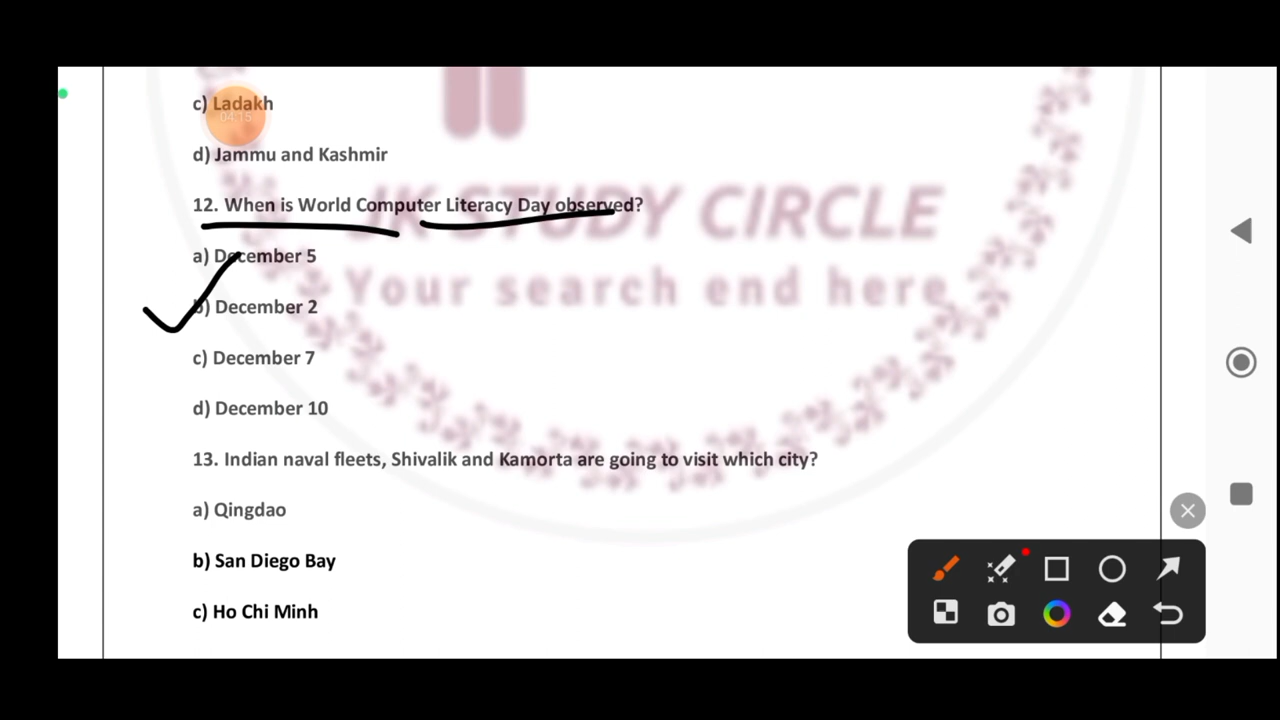 c) Ladakh
04:15
d) Jammu and Kashmir
JK STUDY CIRCLE
12. When is World Computer Literacy Day observed?
a) December 5
Your search end here
b) December 2
c) December 7
d) December 10
13. Indian naval fleets, Shivalik and Kamorta are going to visit which city?
a) Qingdao
b) San Diego Bay
c) Ho Chi Minh